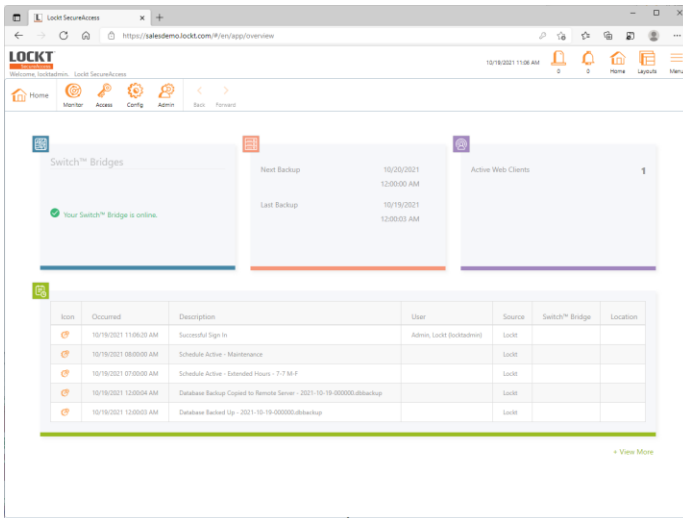 Lockt SecureAccess
https://salesdemo.lockt.com/#/en/app/overview
LOCKT
SecureAccess
Welcome, locktadmin. Lockt SecureAccess
10/19/2021 11:06 AM
0 0 Home Layouts Menu
Home Monitor Access Config Admin Back Forward
Switch™ Bridges
Your Switch™ Bridge is online.
Next Backup 10/20/2021
12:00:00 AM
Last Backup 10/19/2021
12:00:03 AM
Active Web Clients 1
Icon Occurred Description User Source Switch™ Bridge Location
10/19/2021 11:06:20 AM Successful Sign In Admin, Lockt (locktadmin) Lockt
10/19/2021 08:00:00 AM Schedule Active - Maintenance Lockt
10/19/2021 07:00:00 AM Schedule Active - Extended Hours - 7-7 M-F Lockt
10/19/2021 12:00:04 AM Database Backup Copied to Remote Server - 2021-10-19-000000.dbbackup Lockt
10/19/2021 12:00:03 AM Database Backed Up - 2021-10-19-000000.dbbackup Lockt
+ View More